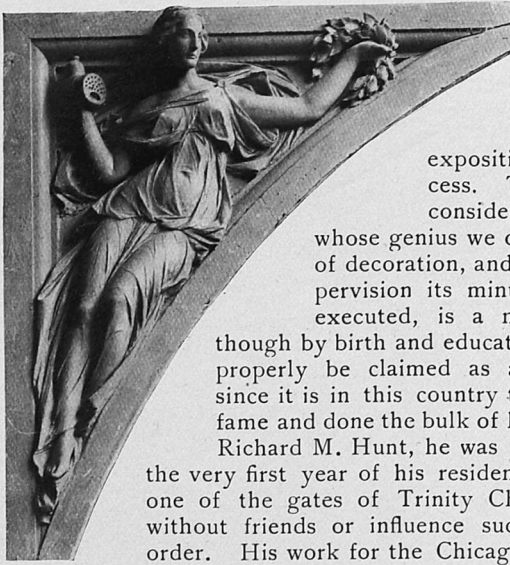 expositi
cess. T
conside
whose genius we o
of decoration, and
pervision its min
executed, is a n
though by birth and educat
properly be claimed as a
since it is in this country
fame and done the bulk of
Richard M. Hunt, he was
the very first year of his residen
one of the gates of Trinity Ch
without friends or influence suc
order. His work for the Chicag